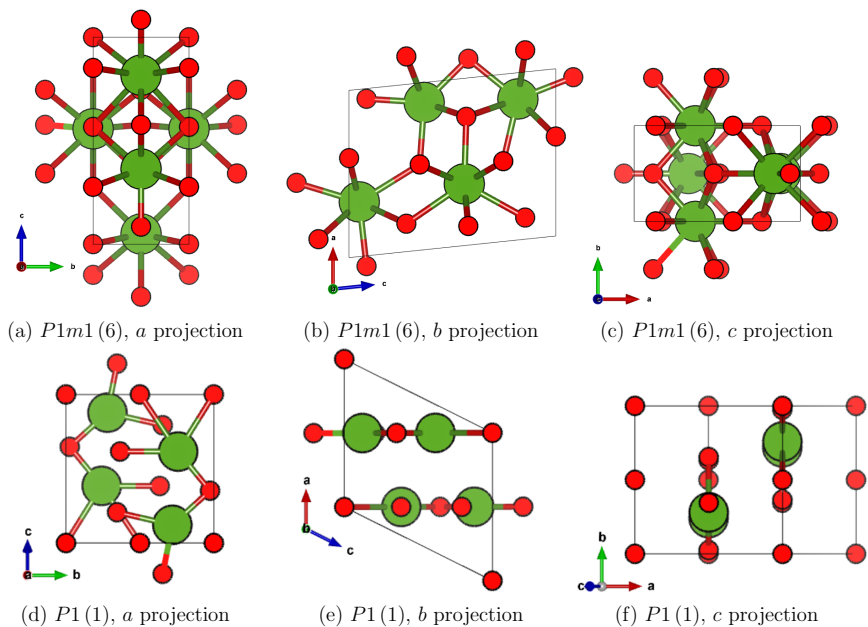 c
b
a
a
c
b
b
a
c
(a) P1m1 (6), a projection
(b) P1m1 (6), b projection
(c) P1m1 (6), c projection
c
a
b
a
b
c
b
c
a
(d) P1 (1), a projection
(e) P1 (1), b projection
(f) P1 (1), c projection